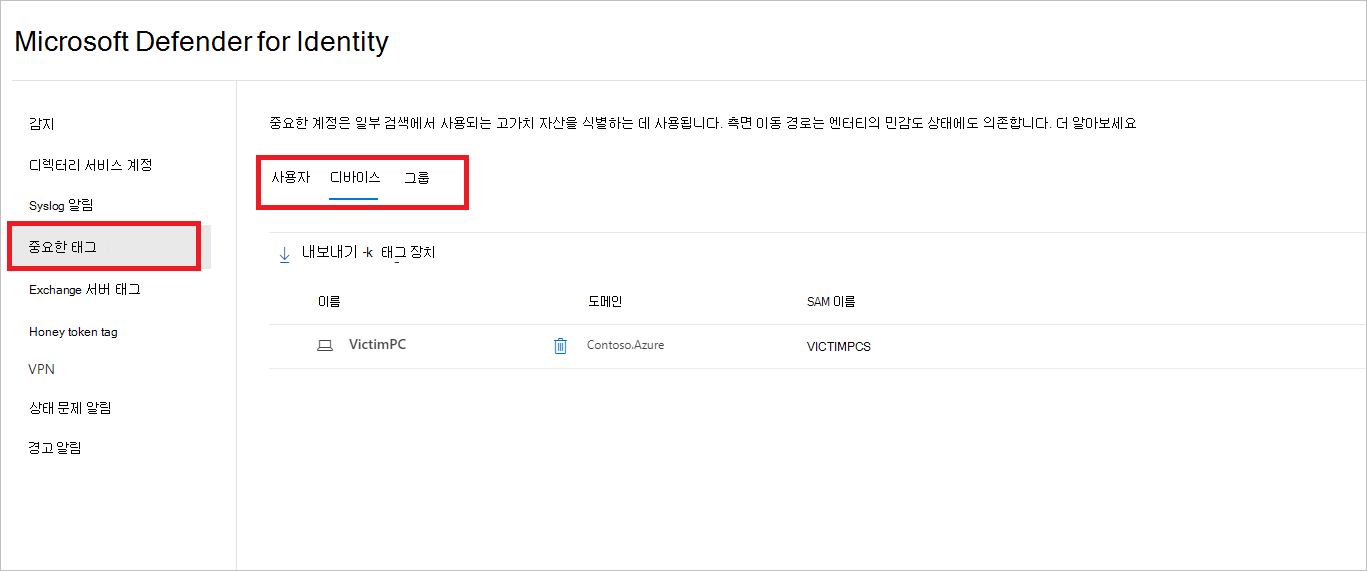 Microsoft Defender for Identity
감지
디렉터리 서비스 계정
Syslog 알림
중요한 태그
Exchange 서버 태그
Honey token tag
VPN
상태 문제 알림
경고 알림
중요한 계정은 일부 검색에서 사용되는 고가치 자산을 식별하는 데 사용됩니다. 측면 이동 경로는 엔터티의 민감도 상태에도 의존합니다. 더 알아보세요
사용자 디바이스 그룹
내보내기 -k 태그 장치
이름 도메인 SAM 이름
VictimPC Contoso.Azure VICTIMPCS